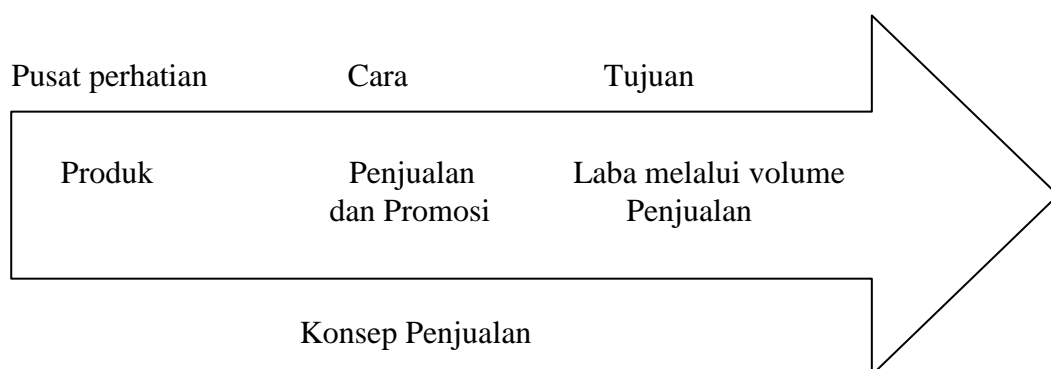 Pusat perhatian Cara Tujuan
Produk Penjualan Laba melalui volume
dan Promosi Penjualan
Konsep Penjualan